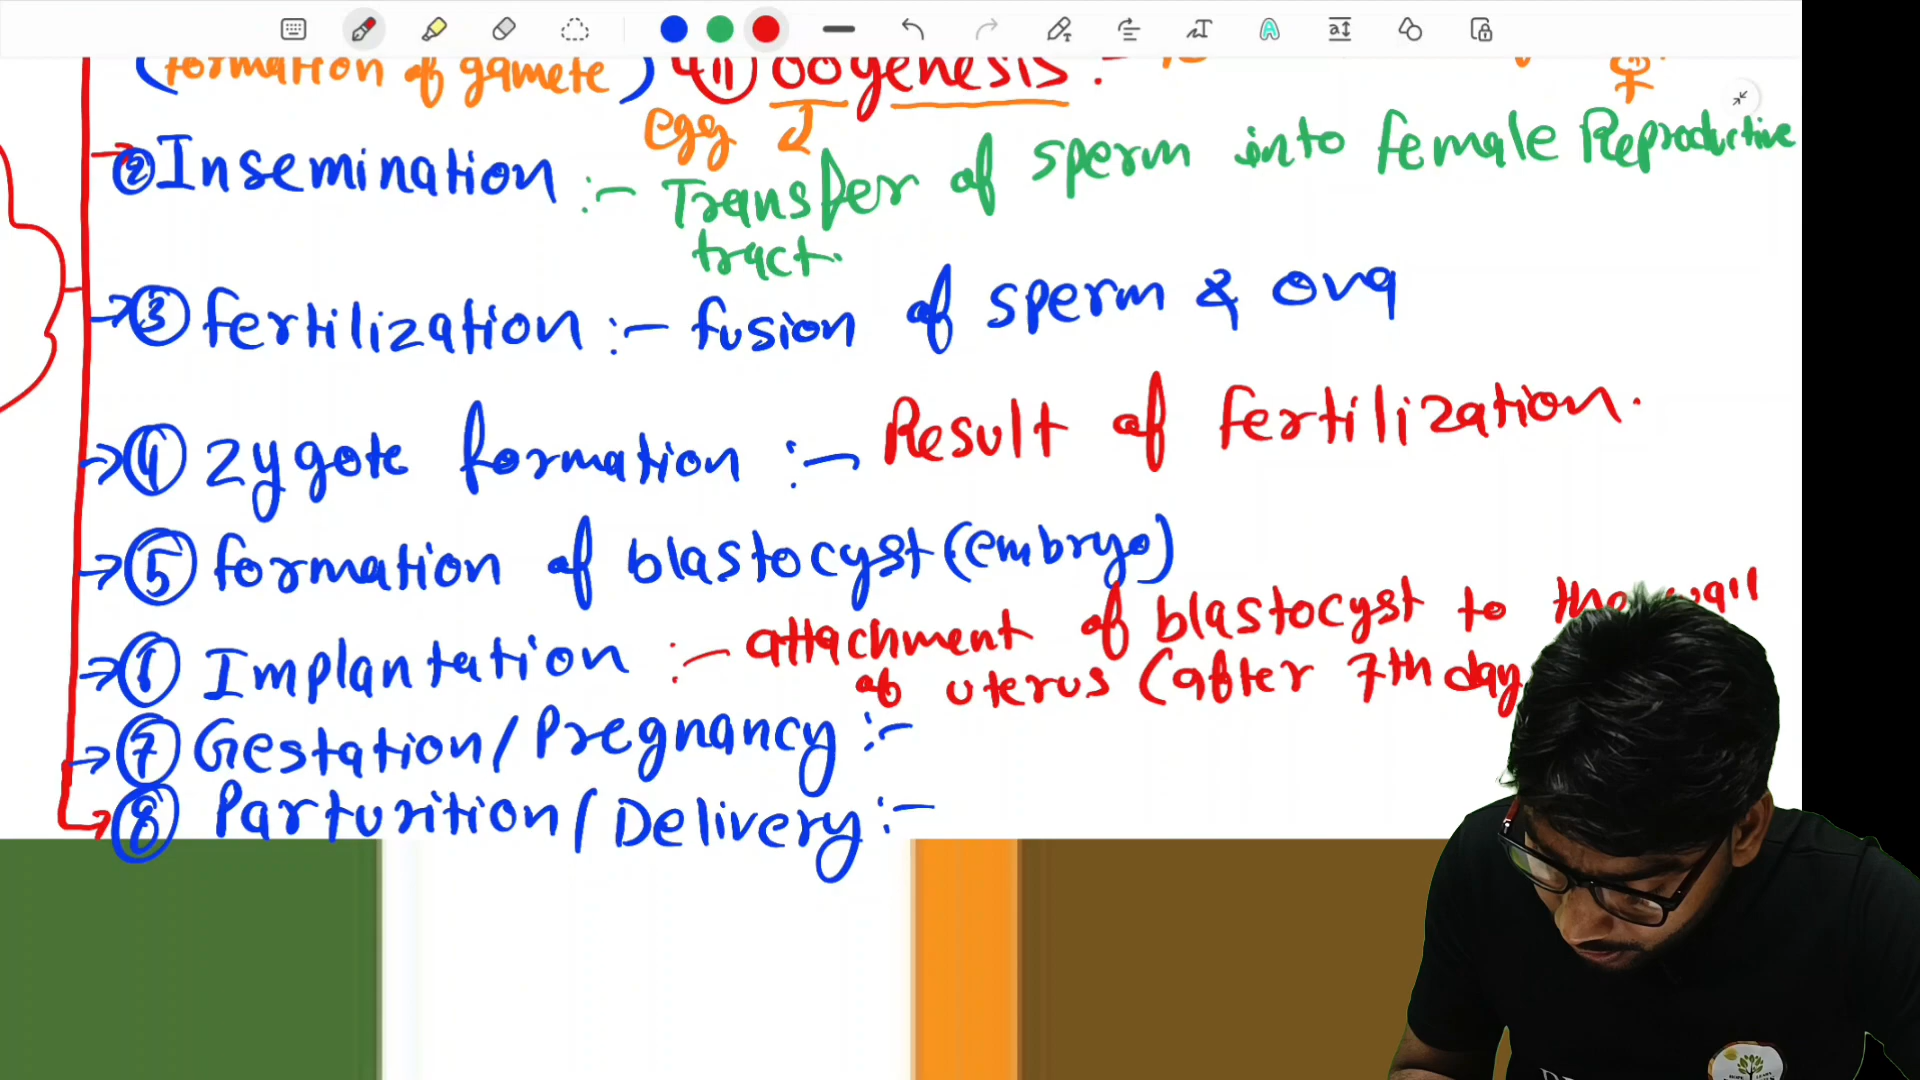 (formation of gamete) (ii) Oogenesis :-
egg
② Insemination :- Transfer of sperm into female Reproductive
tract.
③ fertilization :- fusion of sperm & ova
④ Zygote formation :- Result of fertilization.
⑤ formation of blastocyst (embryo)
⑥ Implantation :- attachment of blastocyst to the wall
of uterus (after 7th day
⑦ Gestation/Pregnancy :-
⑧ Parturition/Delivery :-